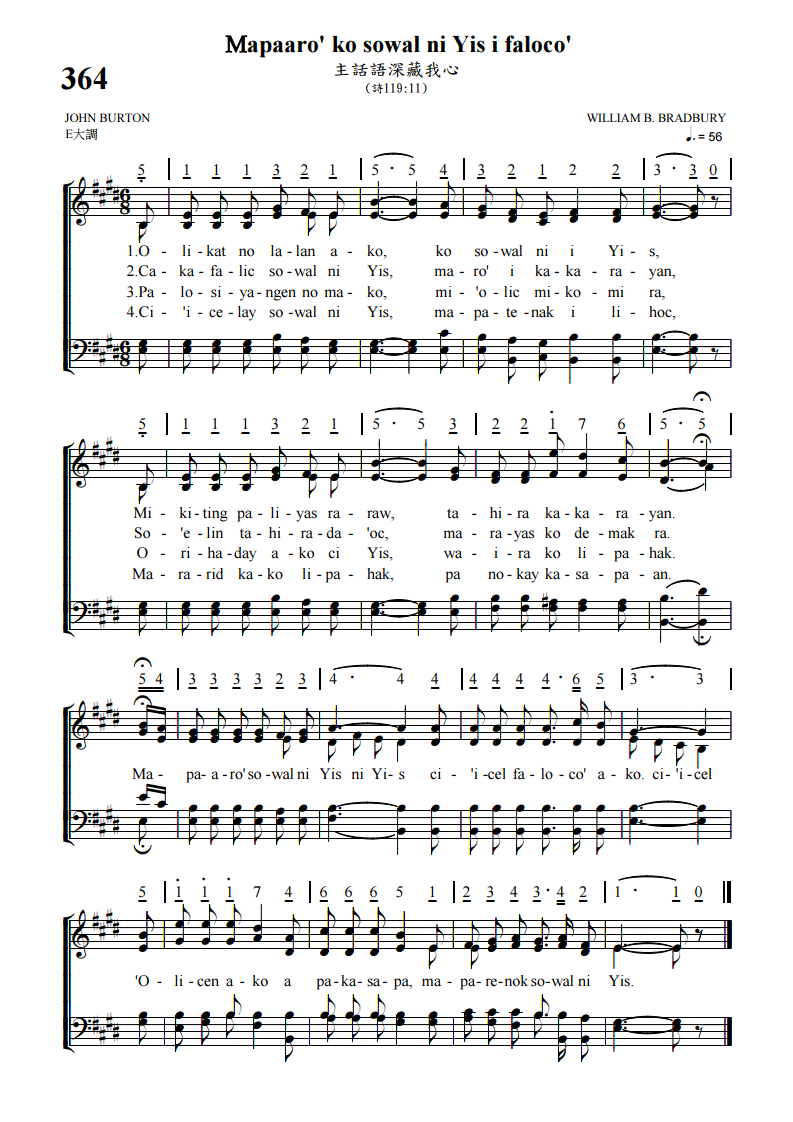 Mapaaro' ko sowal ni Yis i faloco'
364
主話語深藏我心
(詩119:11)
JOHN BURTON
WILLIAM B. BRADBURY
E大調
♩. = 56
5 | 1 1 1 3 2 1 | 5 · 5 4 | 3 2 1 2 2 | 3 · 3 0 |
1.O - li-kat no la-lan a-ko, ko so-wal ni i Yi-s,
2.Ca-ka-fa-lic so-wal ni Yis, ma-ro' i ka-ka-ra-yan,
3.Pa-lo-si-ya-ngen no ma-ko, mi-'o-lic mi-ko-mi ra,
4.Ci-'i-ce-lay so-wal ni Yis, ma-pa-te-nak i li-hoc,
5 | 1 1 1 3 2 1 | 5 · 5 3 | 2 2 1 7 6 | 5 · 5 |
Mi-ki-ting pa-li-yas ra-raw, ta-hi-ra ka-ka-ra-yan.
So-'e-lin ta-hi-ra-da-'oc, ma-ra-yas ko de-mak ra.
O-ri-ha-day a-ko ci Yis, wa-i-ra ko li-pa-hak.
Ma-ra-rid ka-ko li-pa-hak, pa no-kay ka-sa-pa-an.
5 4 | 3 3 3 3 2 3 | 4 · 4 4 | 4 4 4 4 · 6 5 | 3 · 3 |
Ma-pa-a-ro' so-wal ni Yis ni Yi-s ci-'i-cel fa-lo-co' a-ko. ci-'i-cel
5 | 1 1 1 7 4 | 6 6 6 5 1 | 2 3 4 3 · 4 2 | 1 · 1 0 ‖
'O-li-cen a-ko a pa-ka-sa-pa, ma-pa-re-nok so-wal ni Yis.